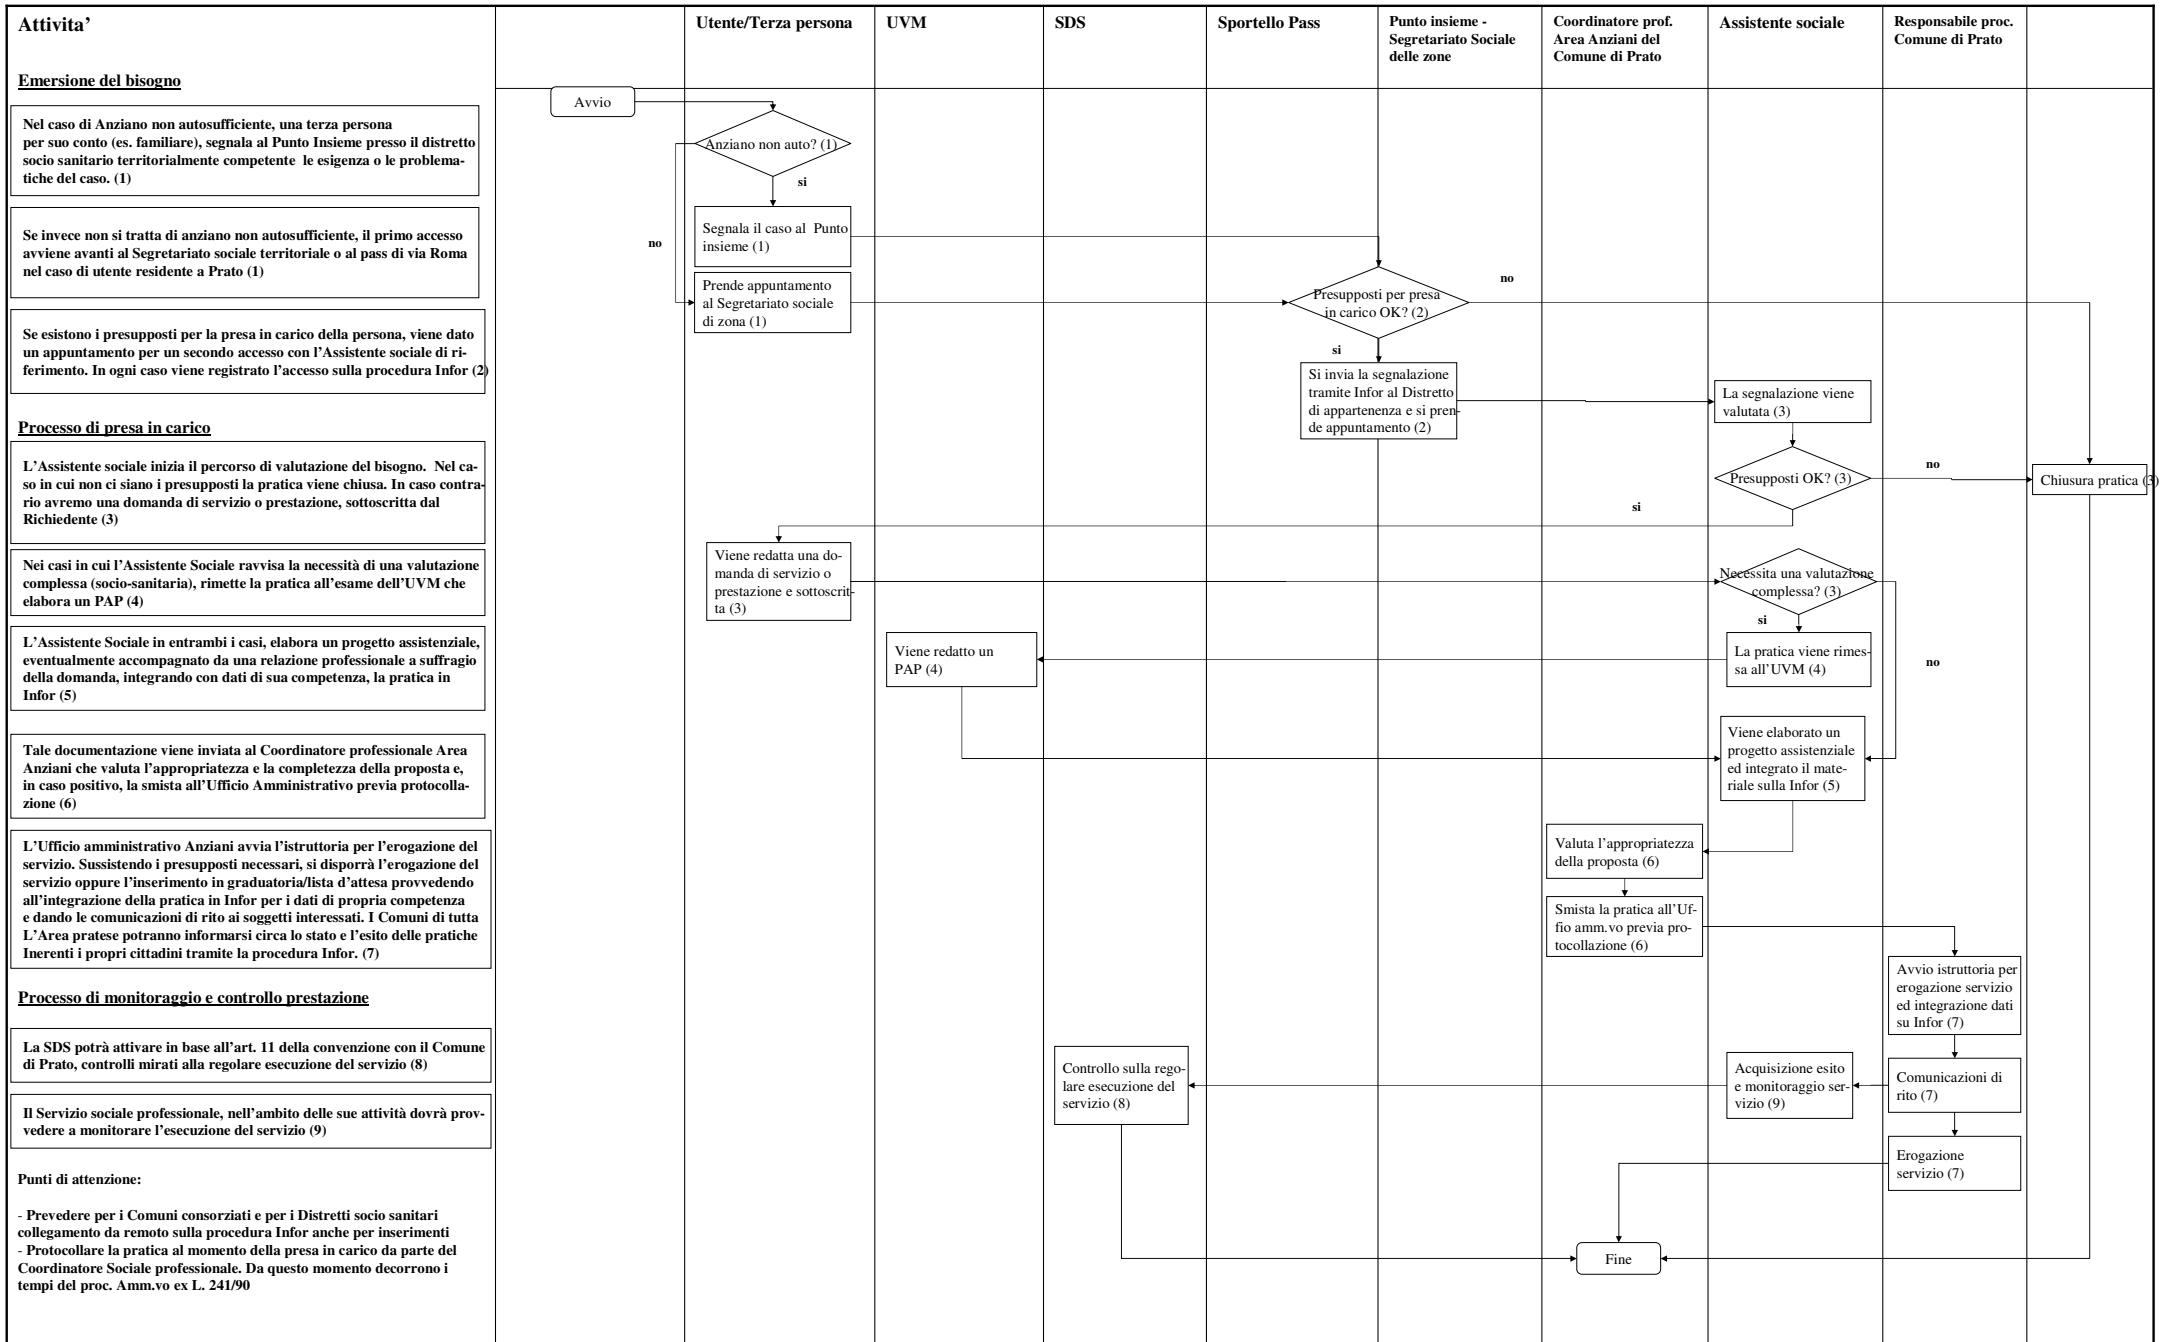 Attivita’
Utente/Terza persona
UVM
SDS
Sportello Pass
Punto insieme -
Segretariato Sociale
delle zone
Coordinatore prof.
Area Anziani del
Comune di Prato
Assistente sociale
Responsabile proc.
Comune di Prato
Emersione del bisogno
Nel caso di Anziano non autosufficiente, una terza persona
per suo conto (es. familiare), segnala al Punto Insieme presso il distretto
socio sanitario territorialmente competente  le esigenza o le problema-
tiche del caso. (1)
Se invece non si tratta di anziano non autosufficiente, il primo accesso
avviene avanti al Segretariato sociale territoriale o al pass di via Roma
nel caso di utente residente a Prato (1)
Se esistono i presupposti per la presa in carico della persona, viene dato
un appuntamento per un secondo accesso con l’Assistente sociale di ri-
ferimento. In ogni caso viene registrato l’accesso sulla procedura Infor (2)
Processo di presa in carico
L’Assistente sociale inizia il percorso di valutazione del bisogno.  Nel ca-
so in cui non ci siano i presupposti la pratica viene chiusa. In caso contra-
rio avremo una domanda di servizio o prestazione, sottoscritta dal
Richiedente (3)
Nei casi in cui l’Assistente Sociale ravvisa la necessità di una valutazione
complessa (socio-sanitaria), rimette la pratica all’esame dell’UVM che
elabora un PAP (4)
L’Assistente Sociale in entrambi i casi, elabora un progetto assistenziale,
eventualmente accompagnato da una relazione professionale a suffragio
della domanda, integrando con dati di sua competenza, la pratica in
Infor (5)
Tale documentazione viene inviata al Coordinatore professionale Area
Anziani che valuta l’appropriatezza e la completezza della proposta e,
in caso positivo, la smista all’Ufficio Amministrativo previa protocolla-
zione (6)
L’Ufficio amministrativo Anziani avvia l’istruttoria per l’erogazione del
servizio. Sussistendo i presupposti necessari, si disporrà l’erogazione del
servizio oppure l’inserimento in graduatoria/lista d’attesa provvedendo
all’integrazione della pratica in Infor per i dati di propria competenza
e dando le comunicazioni di rito ai soggetti interessati. I Comuni di tutta
L’Area pratese potranno informarsi circa lo stato e l’esito delle pratiche
Inerenti i propri cittadini tramite la procedura Infor. (7)
Processo di monitoraggio e controllo prestazione
La SDS potrà attivare in base all’art. 11 della convenzione con il Comune
di Prato, controlli mirati alla regolare esecuzione del servizio (8)
Il Servizio sociale professionale, nell’ambito delle sue attività dovrà prov-
vedere a monitorare l’esecuzione del servizio (9)
Punti di attenzione:
- Prevedere per i Comuni consorziati e per i Distretti socio sanitari
collegamento da remoto sulla procedura Infor anche per inserimenti
- Protocollare la pratica al momento della presa in carico da parte del
Coordinatore Sociale professionale. Da questo momento decorrono i
tempi del proc. Amm.vo ex L. 241/90
Avvio
Anziano non auto? (1)
si
no
Segnala il caso al  Punto
insieme (1)
Prende appuntamento
al Segretariato sociale
di zona (1)
Presupposti per presa
in carico OK? (2)
no
si
Si invia la segnalazione
tramite Infor al Distretto
di appartenenza e si pren-
de appuntamento (2)
La segnalazione viene
valutata (3)
Presupposti OK? (3)
no
Chiusura pratica (3)
si
Viene redatta una do-
manda di servizio o
prestazione e sottoscrit-
ta (3)
Necessita una valutazione
complessa? (3)
si
no
La pratica viene rimes-
sa all’UVM (4)
Viene redatto un
PAP (4)
Viene elaborato un
progetto assistenziale
ed integrato il mate-
riale sulla Infor (5)
Valuta l’appropriatezza
della proposta (6)
Smista la pratica all’Uf-
fio amm.vo previa pro-
tocollazione (6)
Avvio istruttoria per
erogazione servizio
ed integrazione dati
su Infor (7)
Comunicazioni di
rito (7)
Acquisizione esito
e monitoraggio ser-
vizio (9)
Controllo sulla rego-
lare esecuzione del
servizio (8)
Erogazione
servizio (7)
Fine